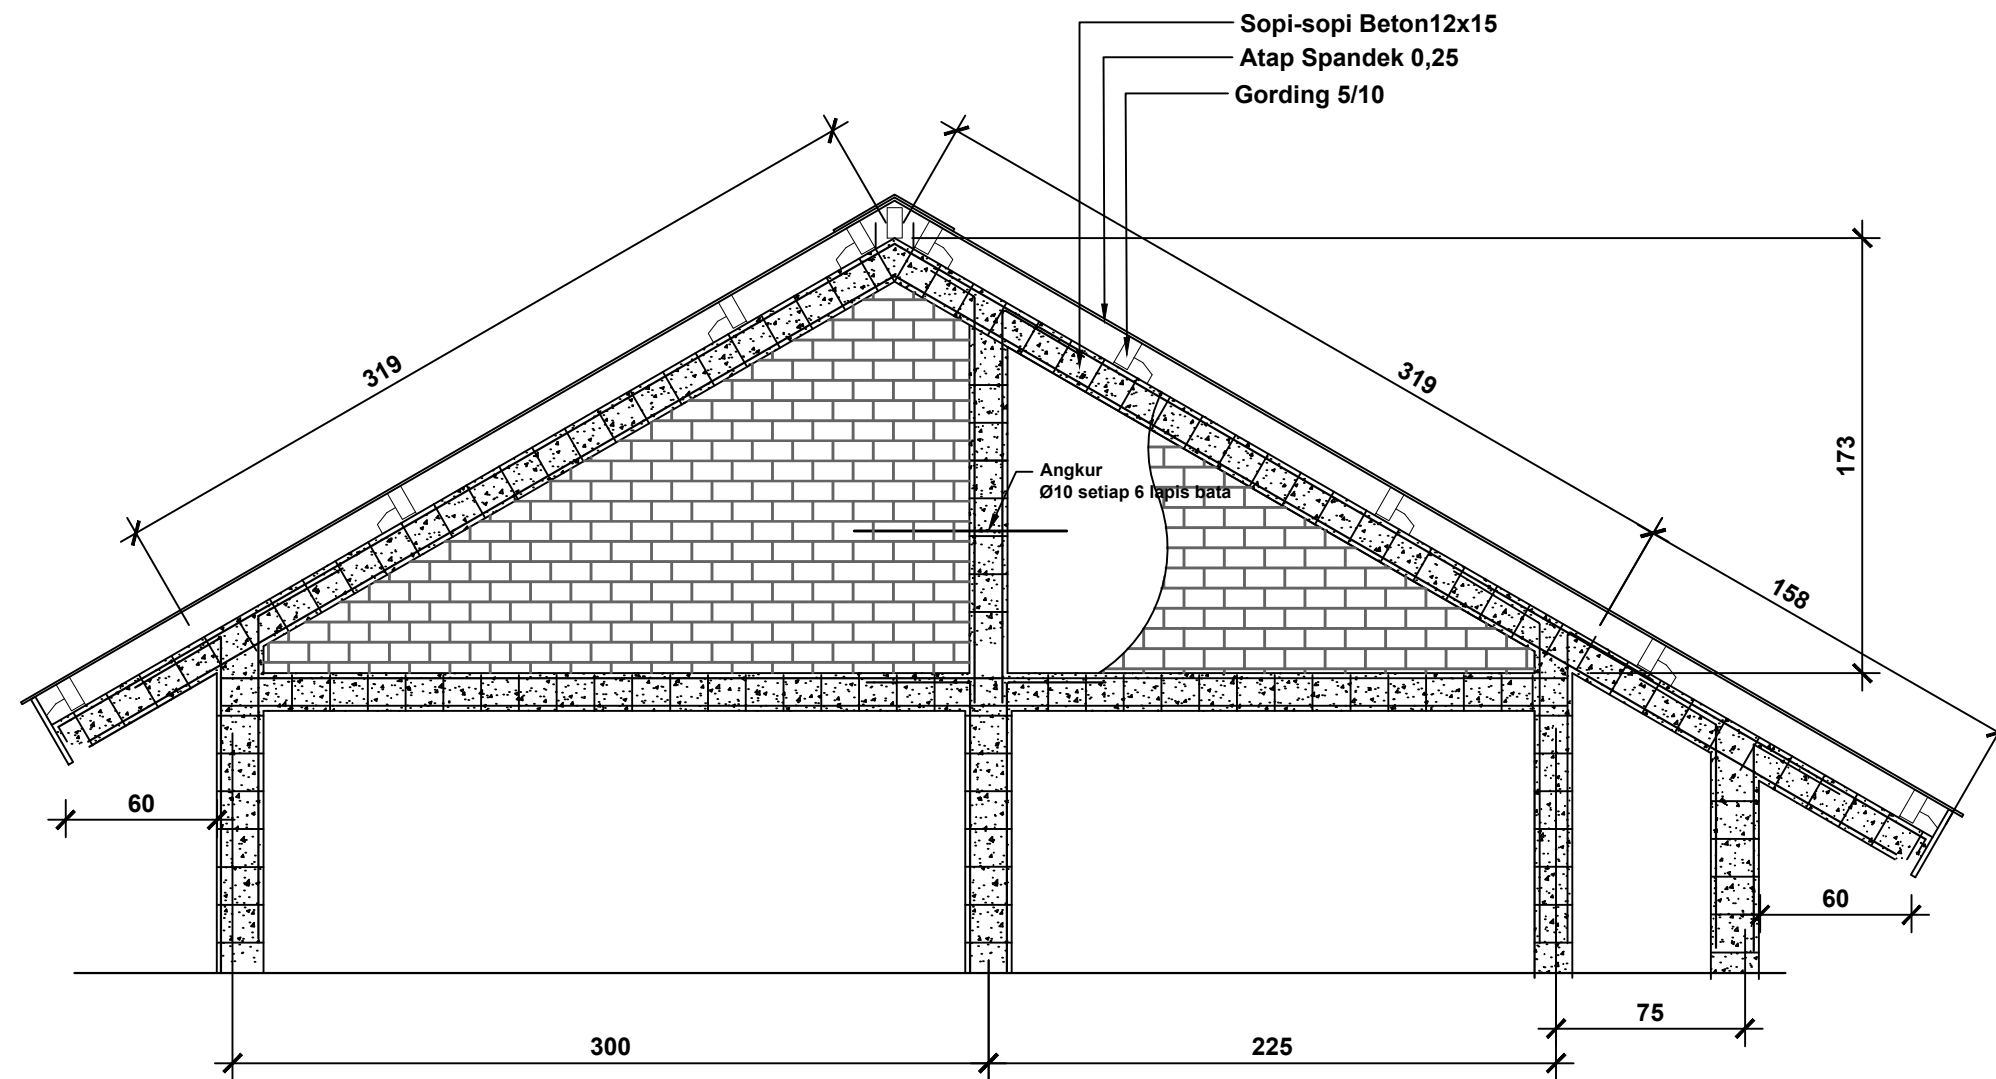 Sopi-sopi Beton12x15
Atap Spandek 0,25
Gording 5/10
319
319
173
Angkur
Ø10 setiap 6 lapis bata
158
60
60
75
300
225